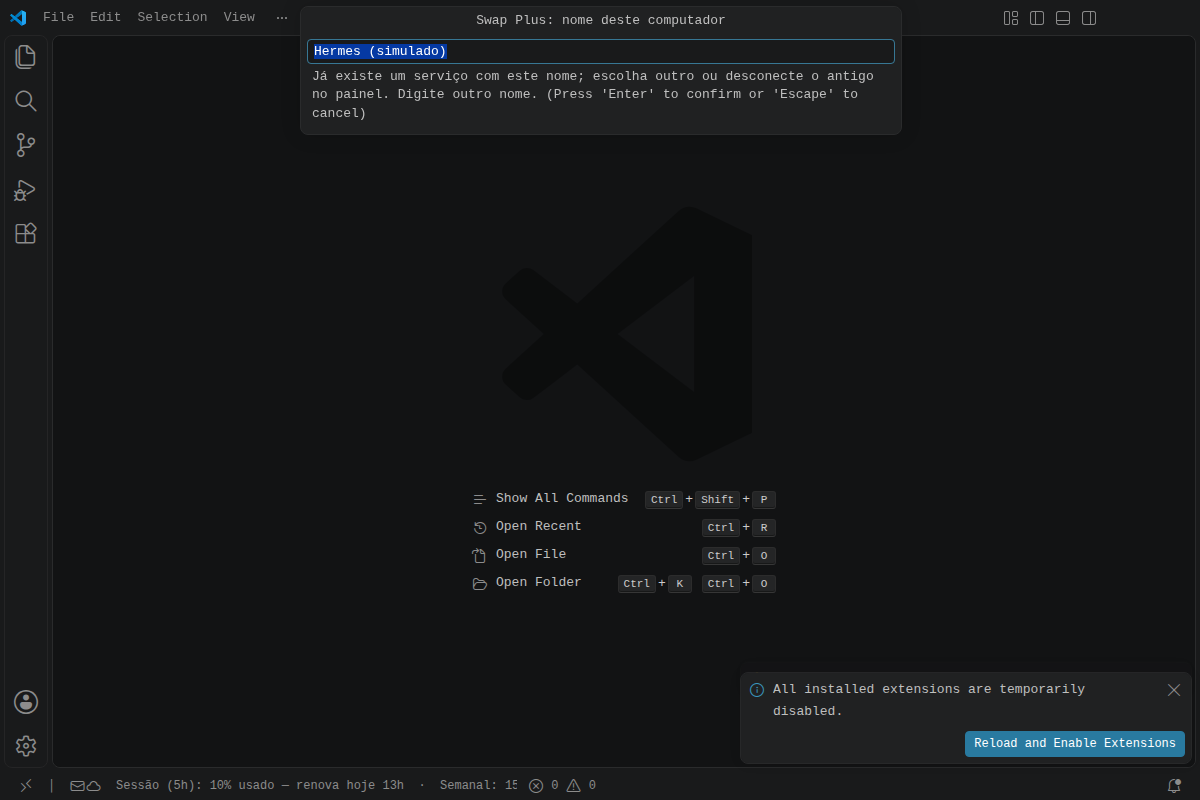 File Edit Selection View ···
Swap Plus: nome deste computador
Hermes (simulado)
Já existe um serviço com este nome; escolha outro ou desconecte o antigo
no painel. Digite outro nome. (Press 'Enter' to confirm or 'Escape' to
cancel)
Show All Commands Ctrl + Shift + P
Open Recent Ctrl + R
Open File Ctrl + O
Open Folder Ctrl + K Ctrl + O
All installed extensions are temporarily
disabled.
Reload and Enable Extensions
Sessão (5h): 10% usado — renova hoje 13h · Semanal: 15 0 0